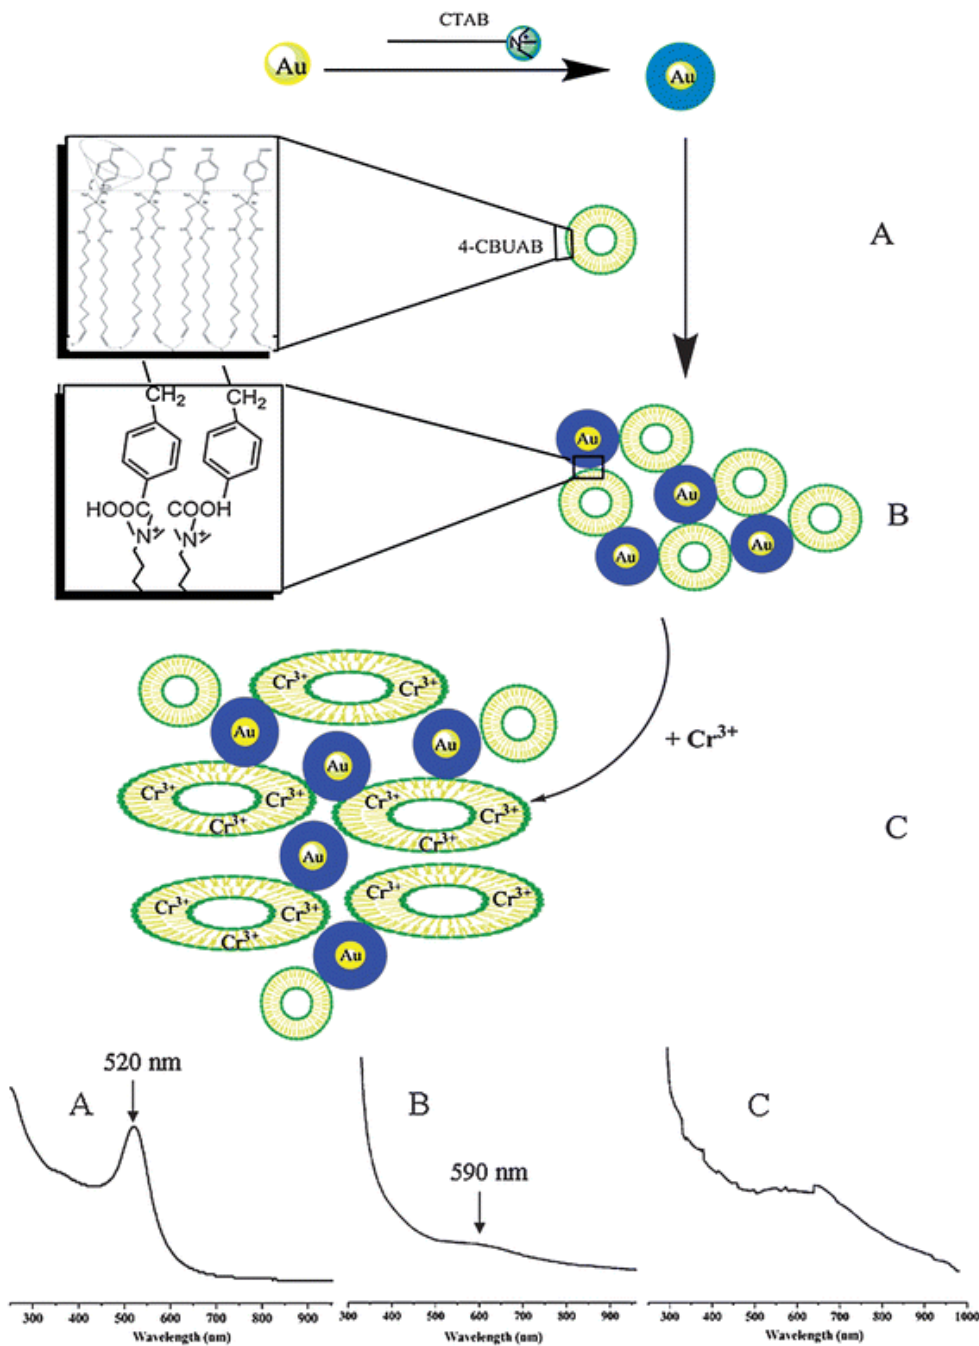 CTAB
N+
Au
Au
4-CBUAB
A
CH2
CH2
HOOC
COOH
N+
N+
Au
Au
Au
Au
B
+ Cr3+
Cr3+
Cr3+
Au
Au
Au
Cr3+
Cr3+
Cr3+
Cr3+
Cr3+
Cr3+
C
Au
Cr3+
Cr3+
Cr3+
Cr3+
Cr3+
Au
520 nm
A
B
590 nm
C
300 400 500 600 700 800 900
300 400 500 600 700 800 900
300 400 500 600 700 800 900 1000
Wavelength (nm)
Wavelength (nm)
Wavelength (nm)